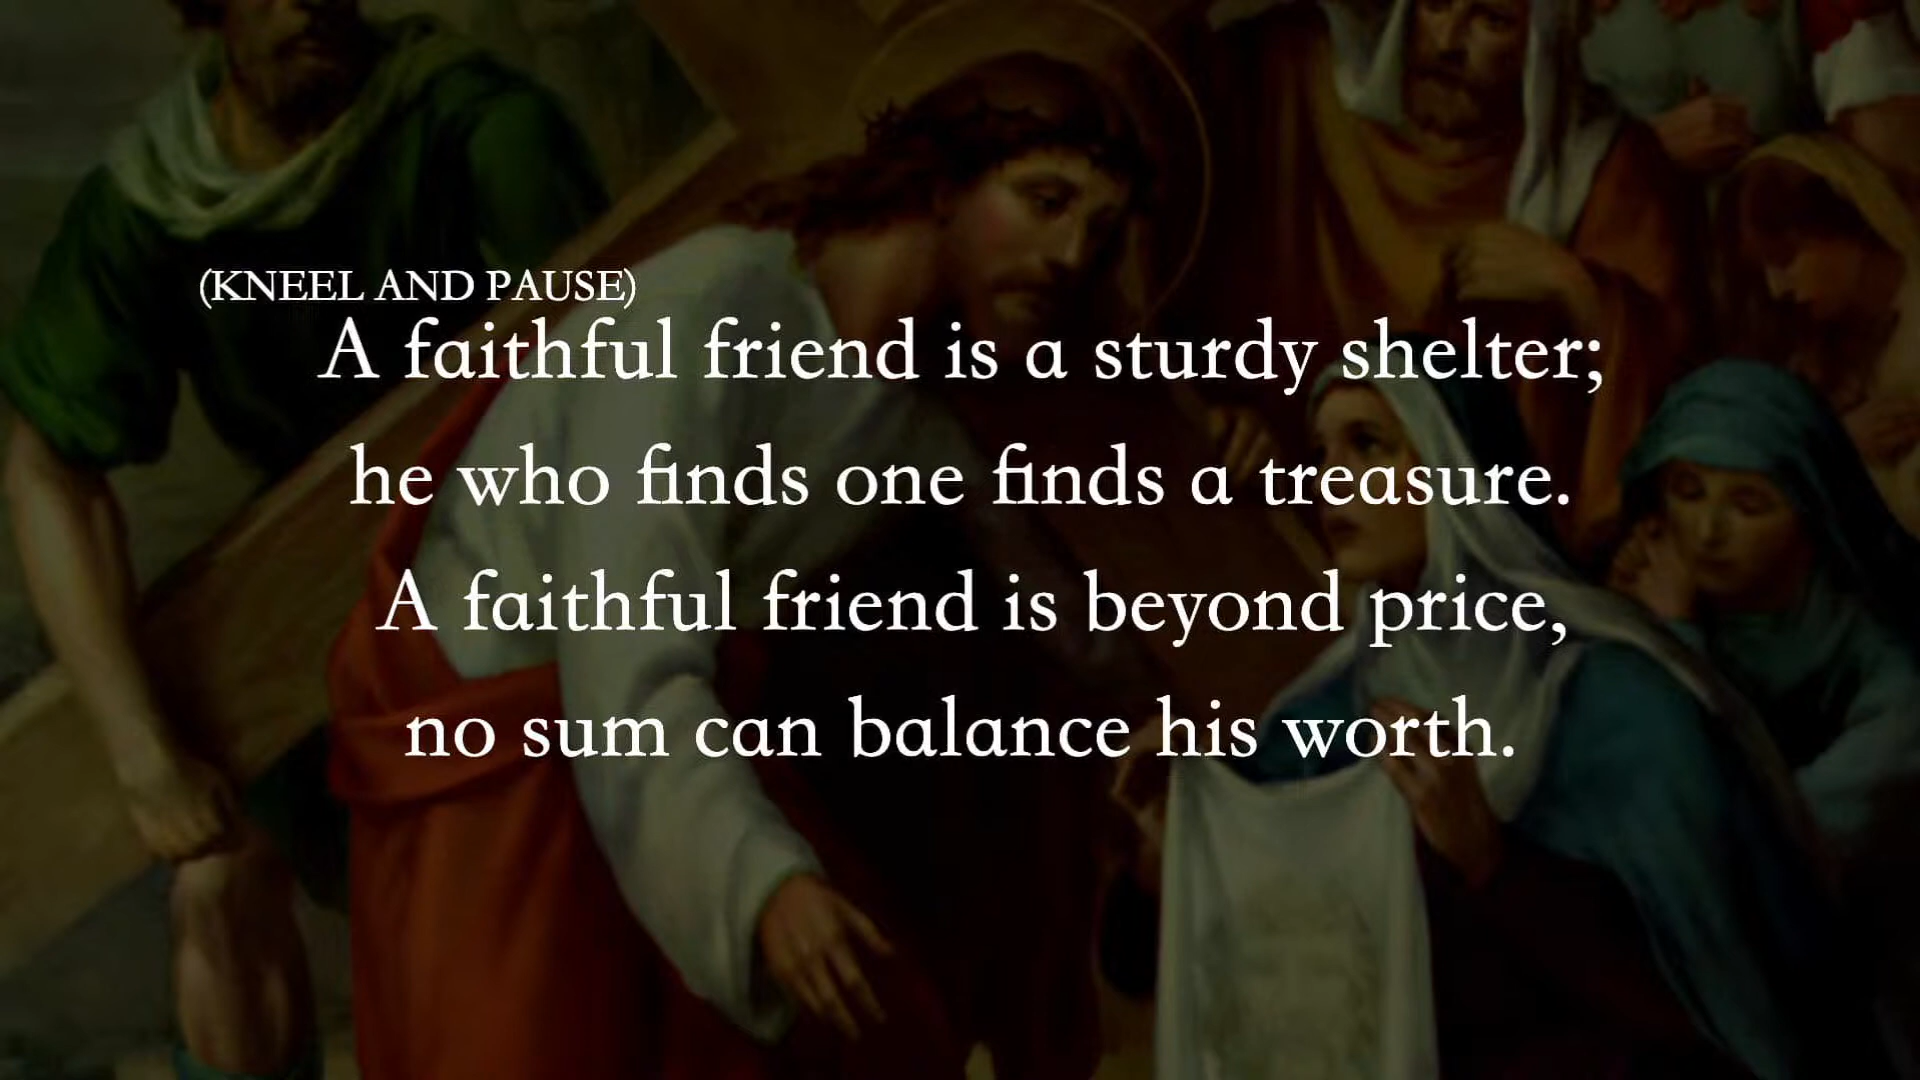 (KNEEL AND PAUSE)
A faithful friend is a sturdy shelter;
he who finds one finds a treasure.
A faithful friend is beyond price,
no sum can balance his worth.